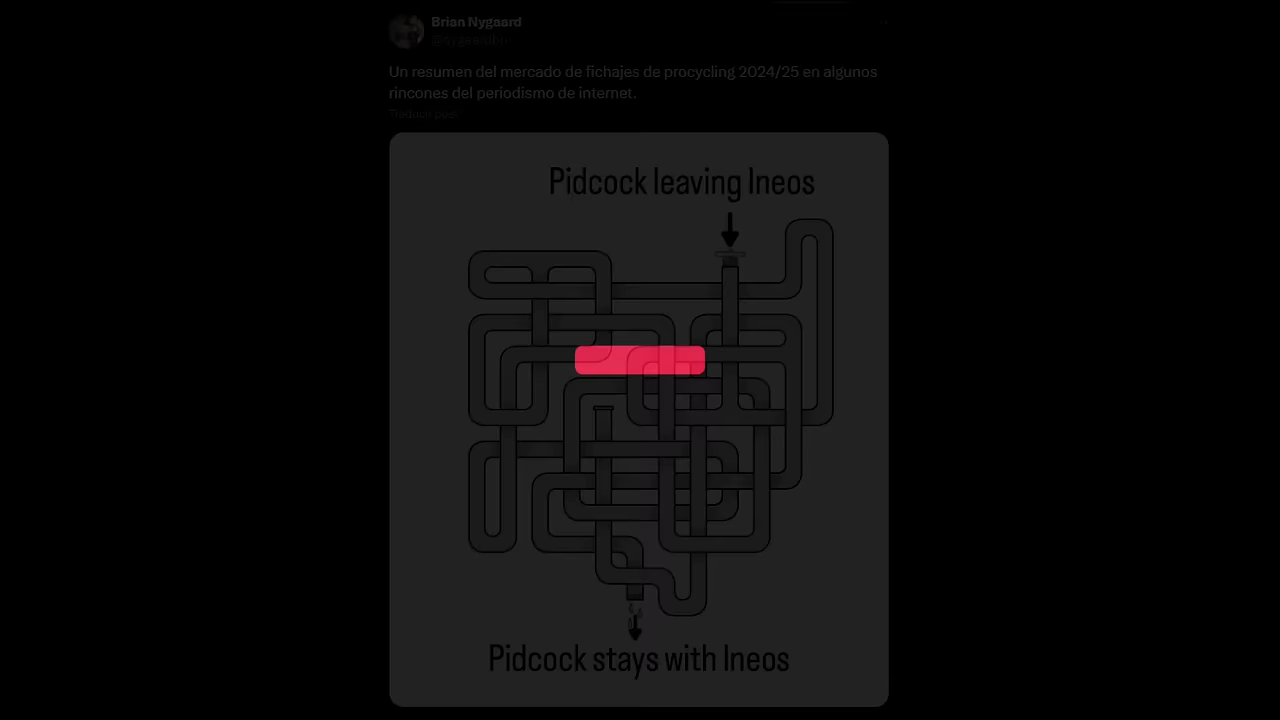 Brian Nygaard
Un resumen del mercado de fichajes de procycling 2024/25 en algunos
rincones del periodismo de internet.
Pidcock leaving Ineos
Pidcock stays with Ineos